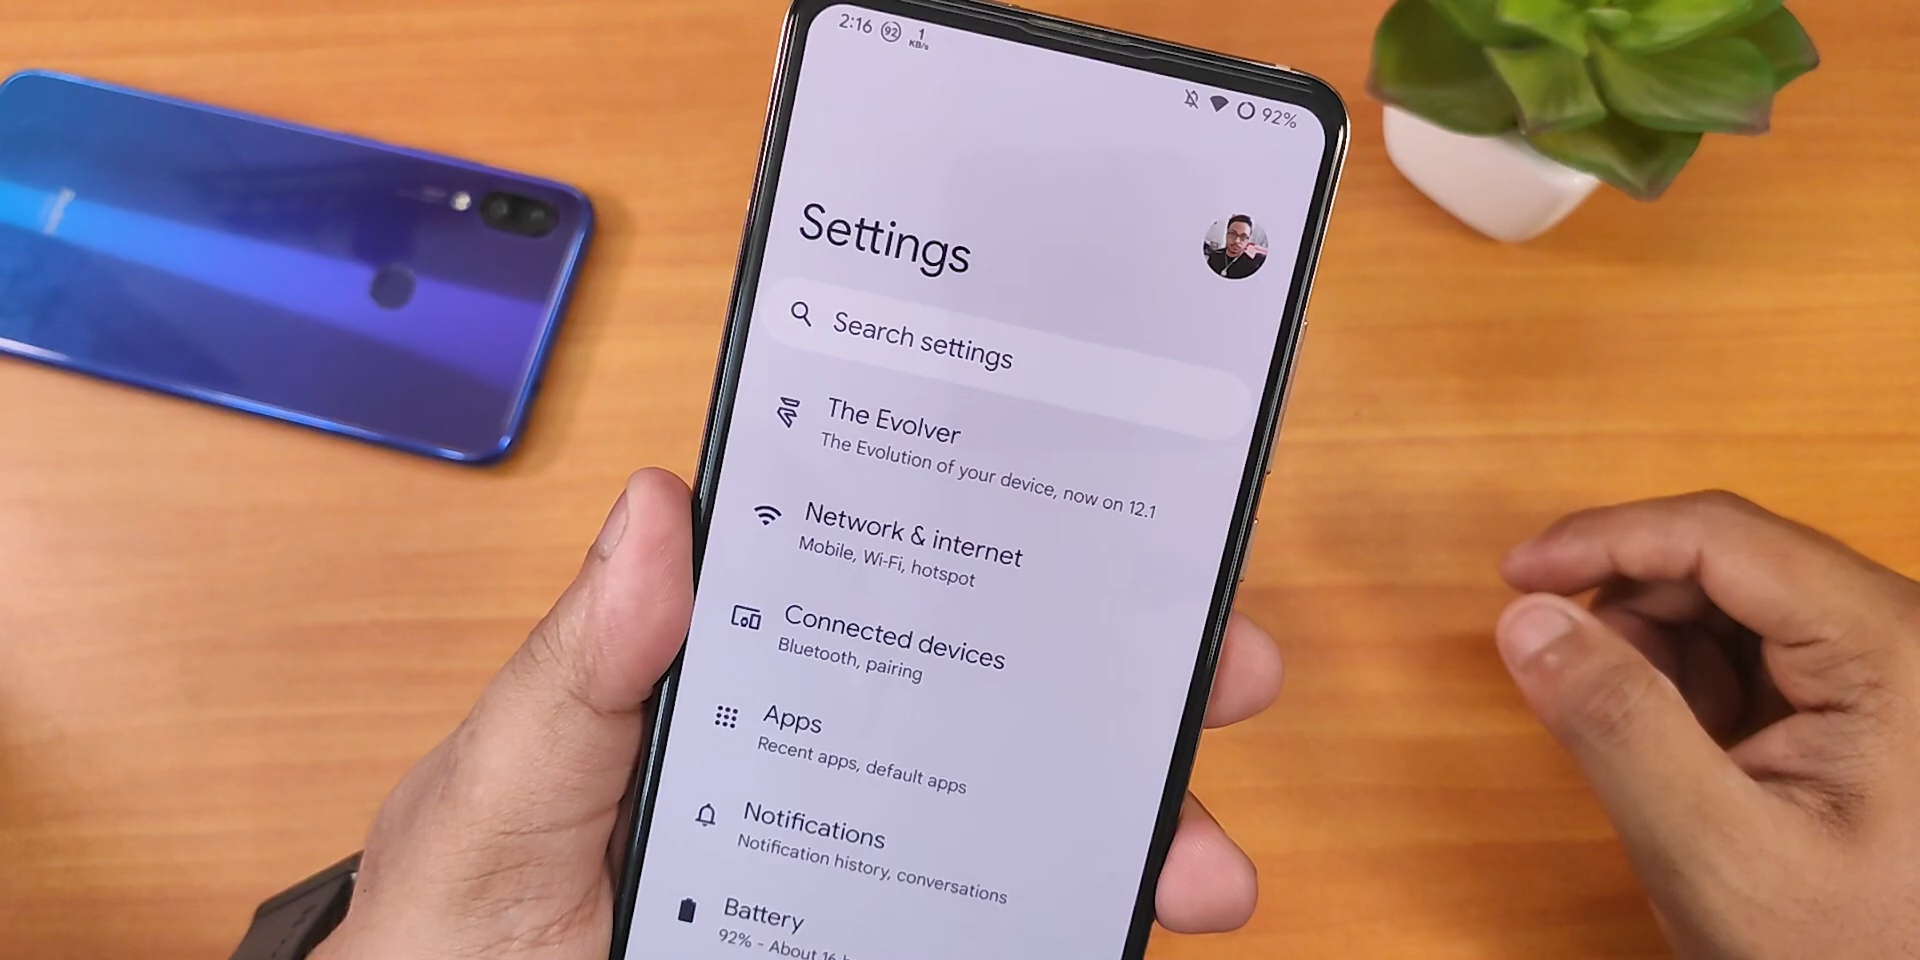 2:16 92 1 KB/s
92%
Settings
Search settings
The Evolver
The Evolution of your device, now on 12.1
Network & internet
Mobile, Wi-Fi, hotspot
Connected devices
Bluetooth, pairing
Apps
Recent apps, default apps
Notifications
Notification history, conversations
Battery
92% - About 16